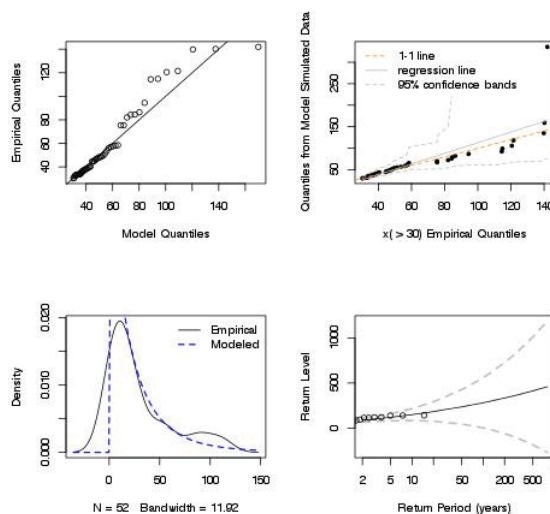 Empirical Quantiles
120
80
60
40
40 60 80 120 160
Model Quantiles
Quantiles from Model Simulated Data
250
150
50
1-1 line
regression line
95% confidence bands
40 60 80 100 120 140
x( > 30) Empirical Quantiles
Density
0.020
0.010
0.000
Empirical
Modeled
0 50 100 150
N = 52 Bandwidth = 11.92
Return Level
1000
500
0
2 5 10 50 200 500
Return Period (years)